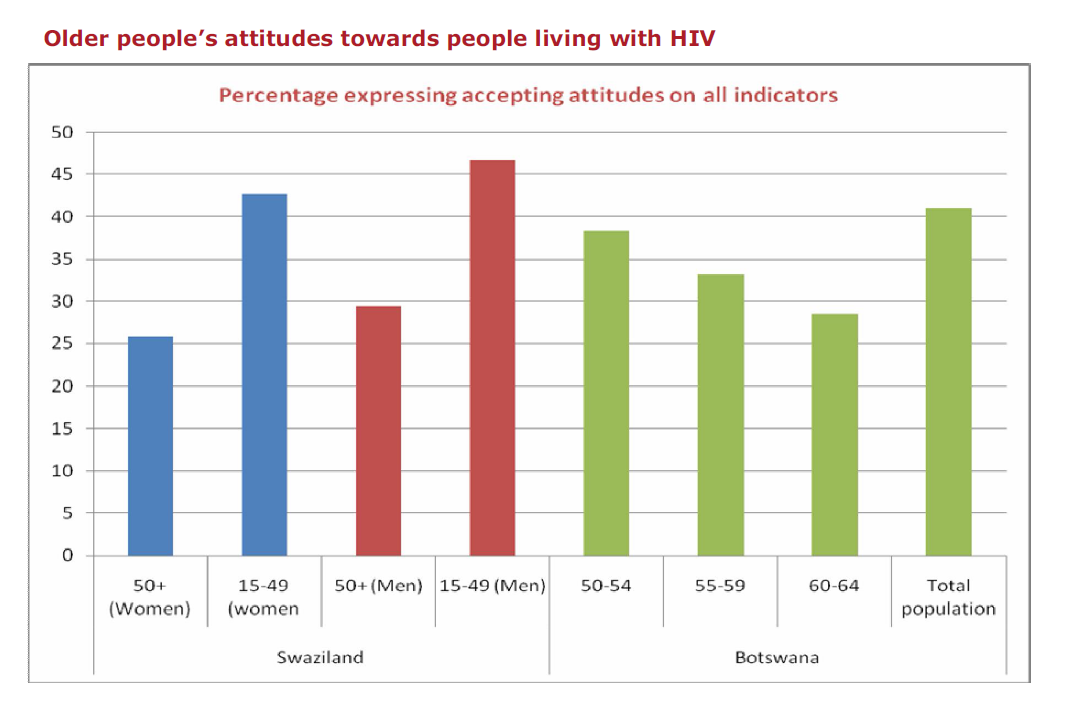 Older people’s attitudes towards people living with HIV
Percentage expressing accepting attitudes on all indicators
50
45
40
35
30
25
20
15
10
5
0
50+ (Women)
15-49 (women
50+ (Men)
15-49 (Men)
50-54
55-59
60-64
Total population
Swaziland
Botswana